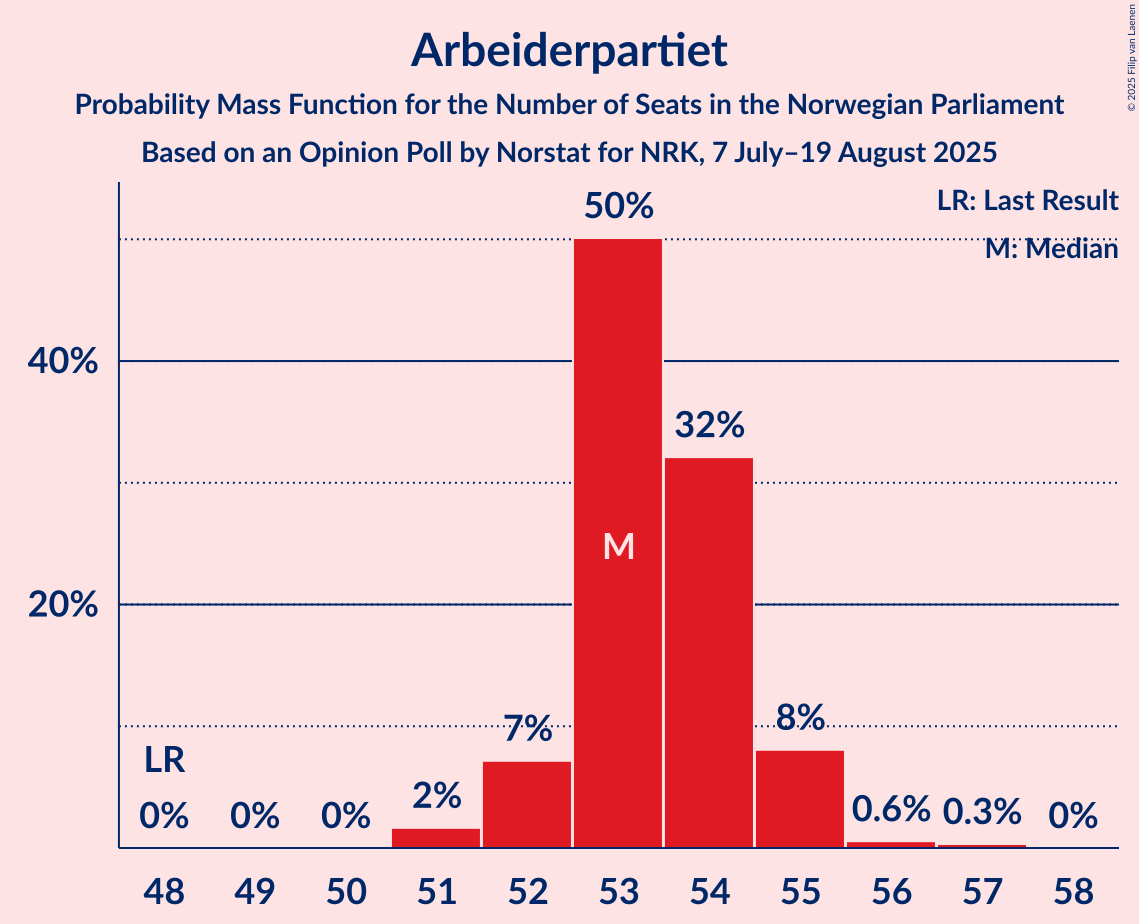 Arbeiderpartiet
Probability Mass Function for the Number of Seats in the Norwegian Parliament
Based on an Opinion Poll by Norstat for NRK, 7 July–19 August 2025
© 2025 Filip van Laenen
LR: Last Result
M: Median
50%
40%
32%
M
20%
8%
7%
LR
2%
0% 0% 0% 0.6% 0.3% 0%
48 49 50 51 52 53 54 55 56 57 58